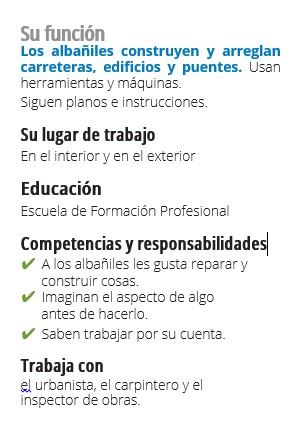 Su función
Los albañiles construyen y arreglan
carreteras, edificios y puentes. Usan
herramientas y máquinas.
Siguen planos e instrucciones.
Su lugar de trabajo
En el interior y en el exterior
Educación
Escuela de Formación Profesional
Competencias y responsabilidades
✔ A los albañiles les gusta reparar y
construir cosas.
✔ Imaginan el aspecto de algo
antes de hacerlo.
✔ Saben trabajar por su cuenta.
Trabaja con
el urbanista, el carpintero y el
inspector de obras.